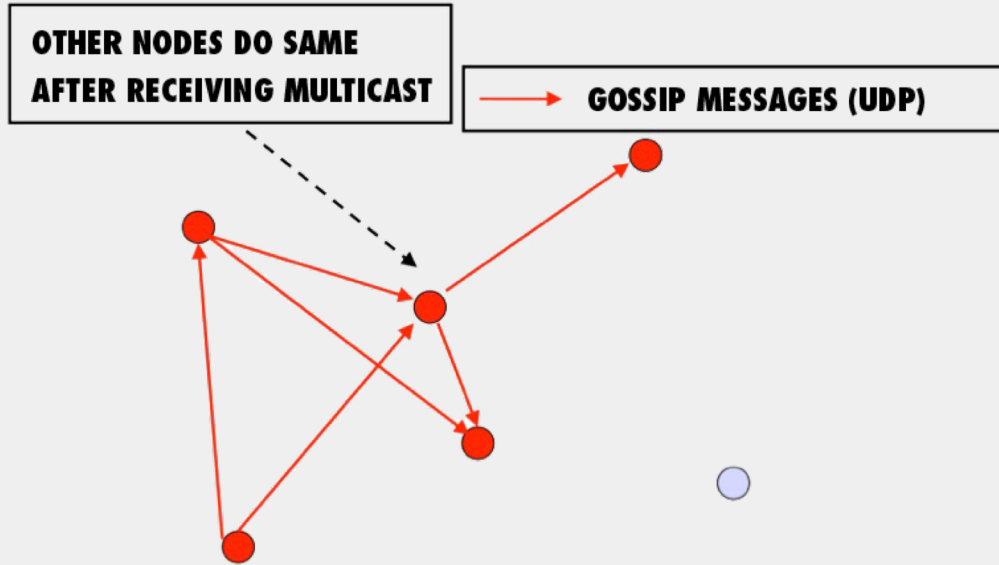 OTHER NODES DO SAME
AFTER RECEIVING MULTICAST
GOSSIP MESSAGES (UDP)